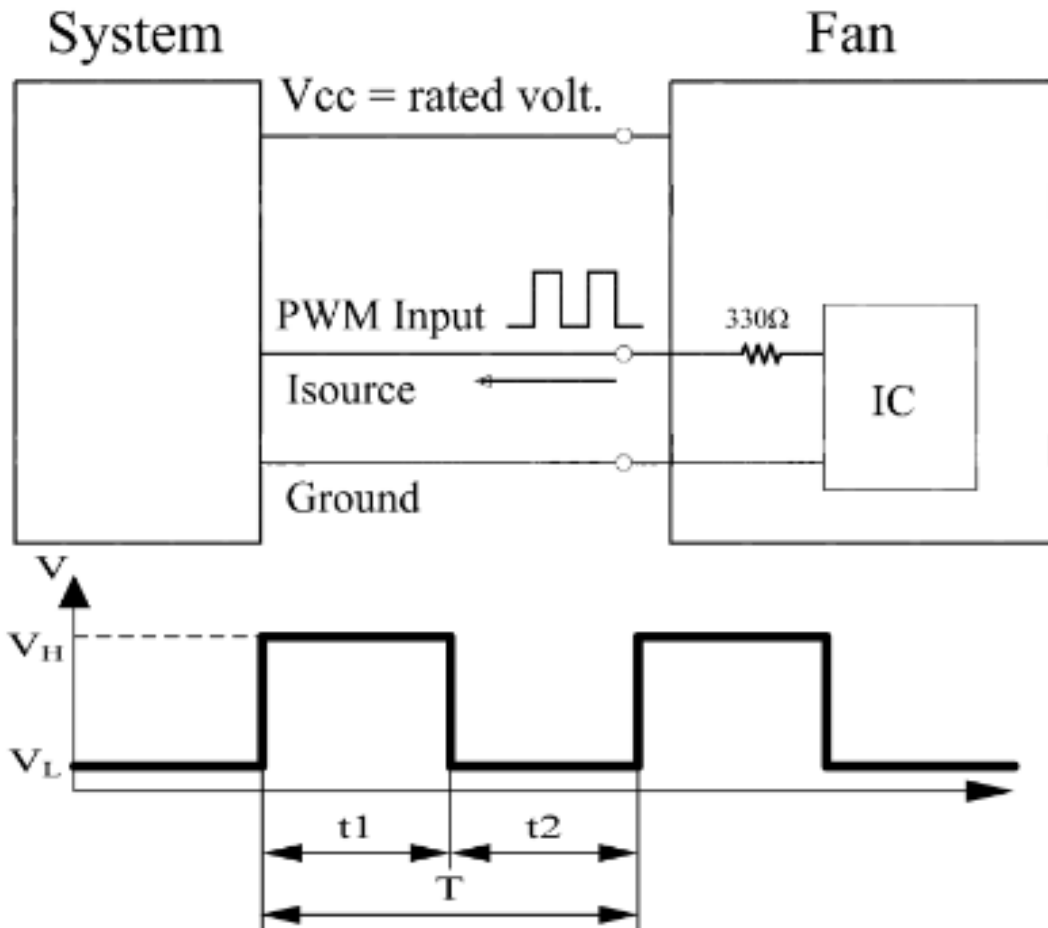 System Fan
Vcc = rated volt.
PWM Input
330Ω
Isource
IC
Ground
V
VH
VL
t1 t2
T